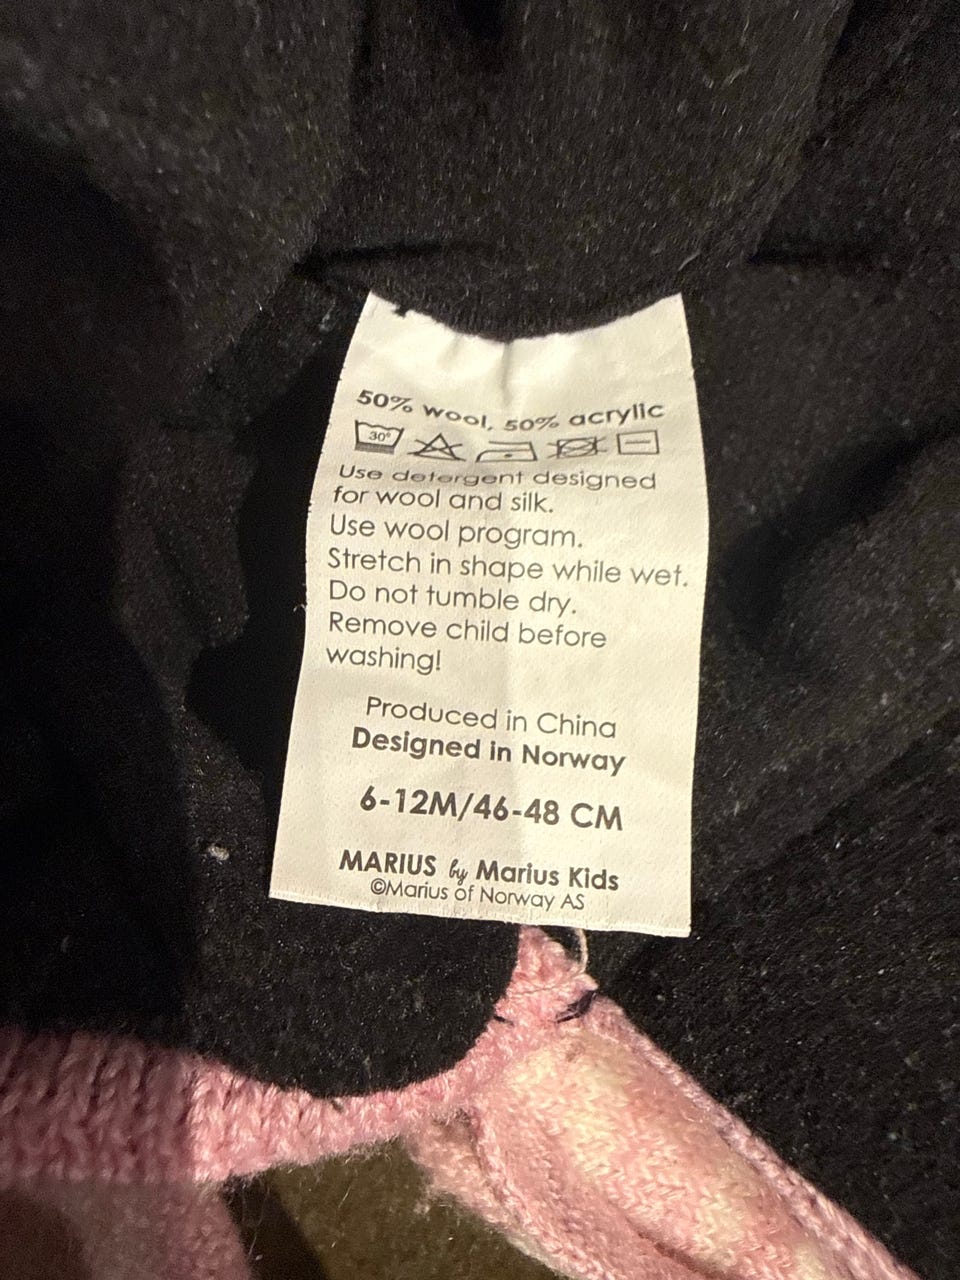 50% wool, 50% acrylic
30°
Use detergent designed
for wool and silk.
Use wool program.
Stretch in shape while wet.
Do not tumble dry.
Remove child before
washing!
Produced in China
Designed in Norway
6-12M/46-48 CM
MARIUS by Marius Kids
©Marius of Norway AS